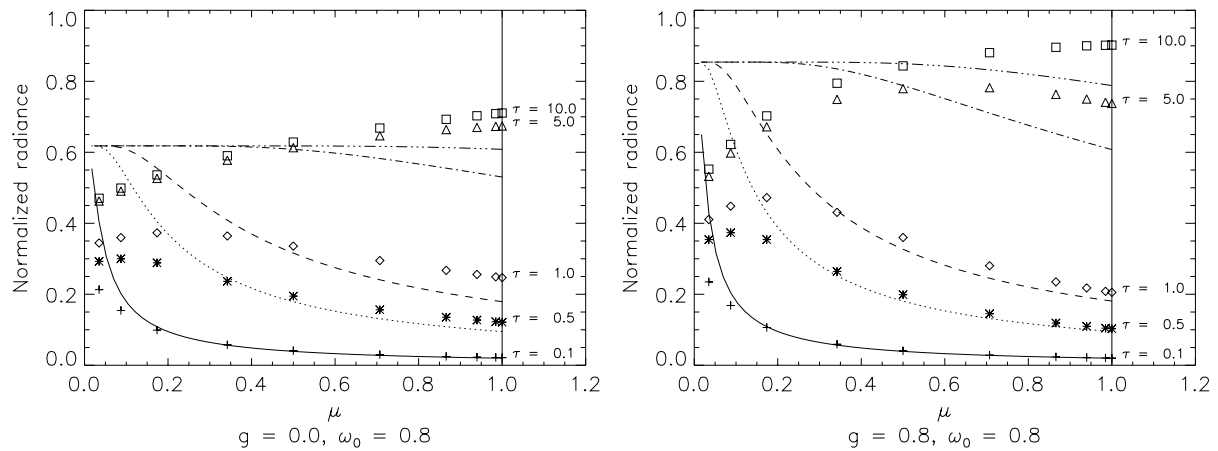 Normalized radiance
1.0
0.8
0.6
0.4
0.2
0.0
τ = 10.0
τ = 5.0
τ = 1.0
τ = 0.5
τ = 0.1
0.0 0.2 0.4 0.6 0.8 1.0 1.2
μ
g = 0.0, ω₀ = 0.8
Normalized radiance
1.0
0.8
0.6
0.4
0.2
0.0
τ = 10.0
τ = 5.0
τ = 1.0
τ = 0.5
τ = 0.1
0.0 0.2 0.4 0.6 0.8 1.0 1.2
μ
g = 0.8, ω₀ = 0.8